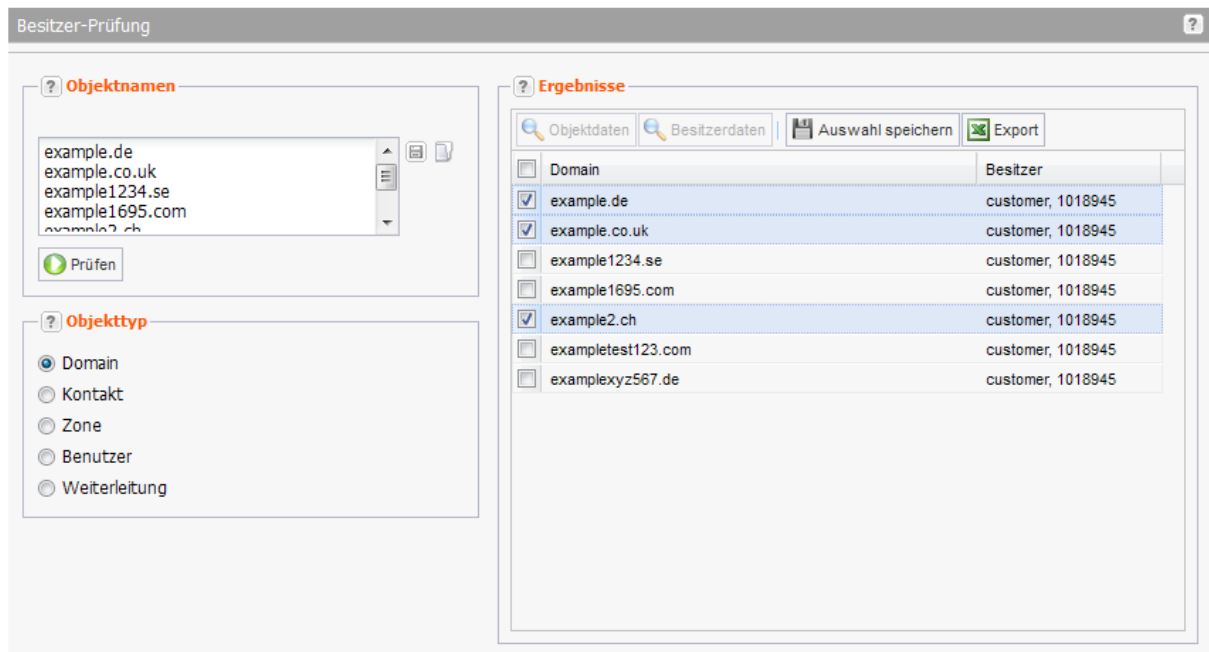 Besitzer-Prüfung
?
? Objektnamen
example.de
example.co.uk
example1234.se
example1695.com
example2.ch
Prüfen
? Objekttyp
Domain
Kontakt
Zone
Benutzer
Weiterleitung
? Ergebnisse
Objektdaten Besitzerdaten Auswahl speichern Export
Domain Besitzer
example.de customer, 1018945
example.co.uk customer, 1018945
example1234.se customer, 1018945
example1695.com customer, 1018945
example2.ch customer, 1018945
exampletest123.com customer, 1018945
examplexyz567.de customer, 1018945